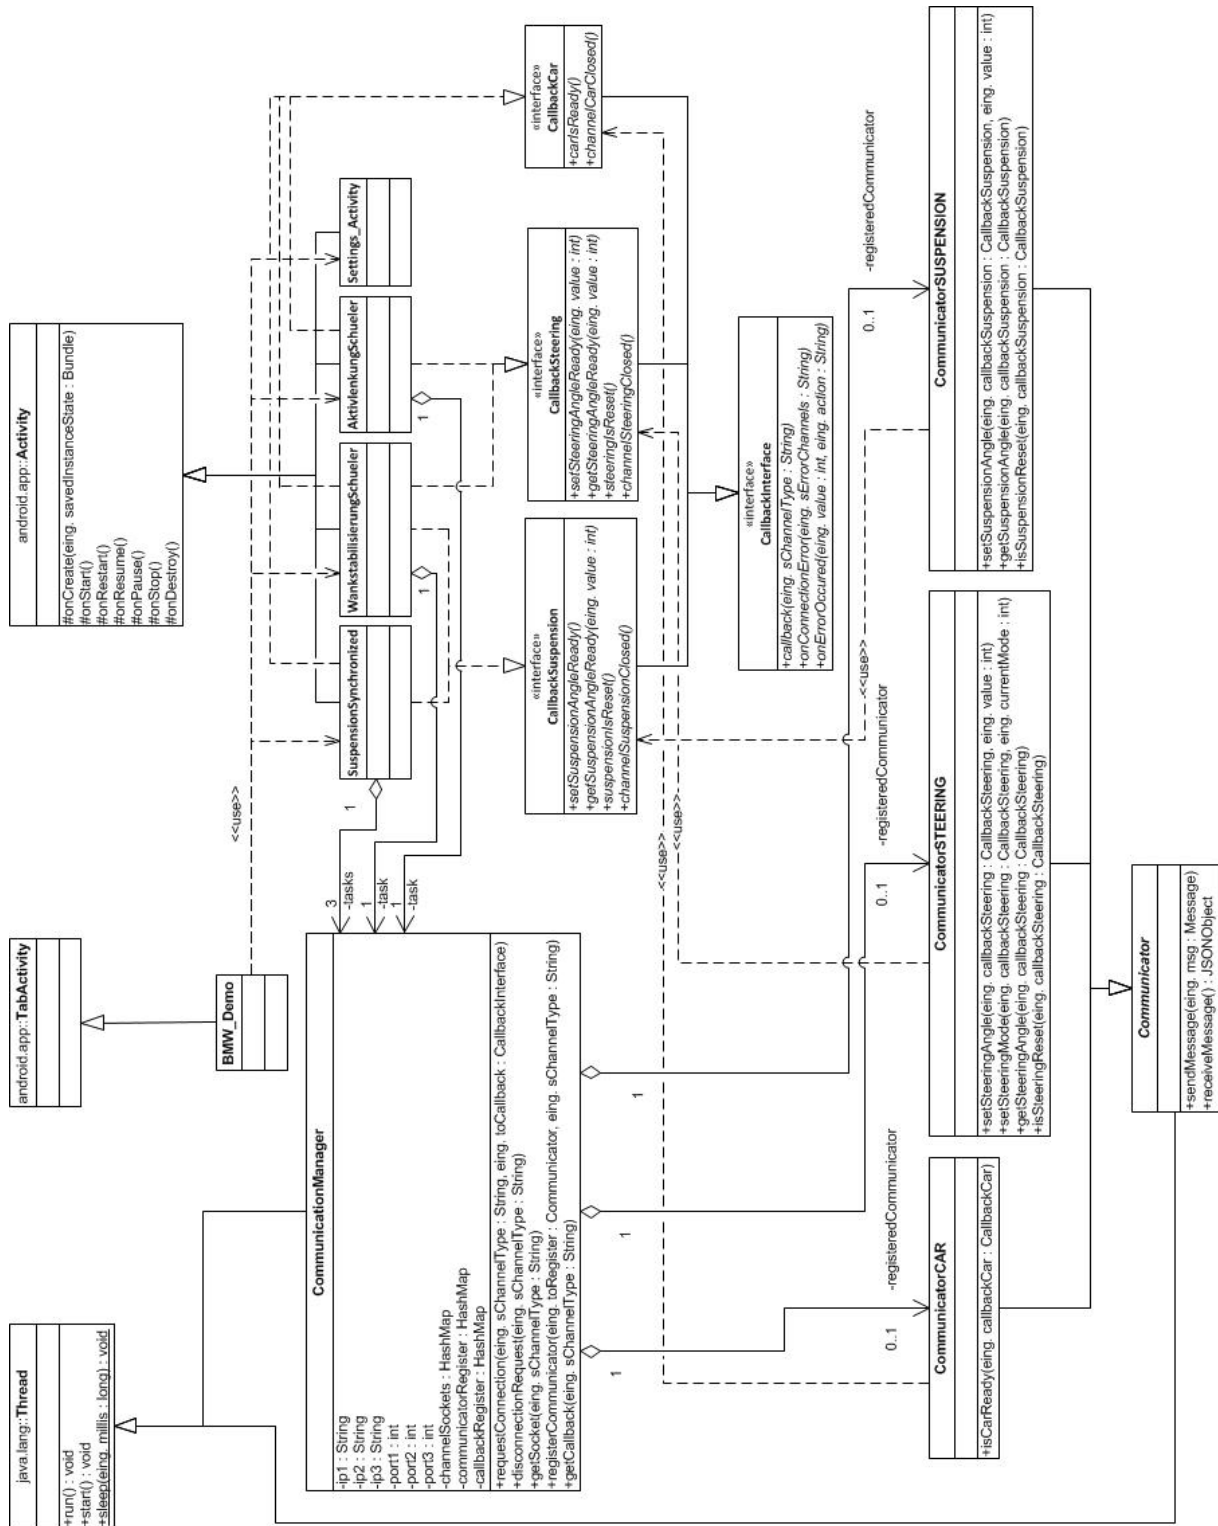 java.lang::Thread
+run() : void
+start() : void
+sleep(eing. millis : long) : void
android.app::TabActivity
BMW_Demo
<<use>>
android.app::Activity
#onCreate(eing. savedInstanceState : Bundle)
#onStart()
#onRestart()
#onResume()
#onPause()
#onStop()
#onDestroy()
SuspensionSynchronized
WankstabilisierungSchueler
AktivlenkungSchueler
Settings_Activity
1
1
1
3
-tasks
1
-task
1
-task
CommunicationManager
-ip1 : String
-ip2 : String
-ip3 : String
-port1 : int
-port2 : int
-port3 : int
-channelSockets : HashMap
-communicatorRegister : HashMap
-callbackRegister : HashMap
+requestConnection(eing. sChannelType : String, eing. toCallback : CallbackInterface)
+disconnectionRequest(eing. sChannelType : String)
+getSocket(eing. sChannelType : String)
+registerCommunicator(eing. toRegister : Communicator, eing. sChannelType : String)
+getCallback(eing. sChannelType : String)
«interface»
CallbackSuspension
+setSuspensionAngleReady()
+getSuspensionAngleReady(eing. value : int)
+suspensionIsReset()
+channelSuspensionClosed()
«interface»
CallbackSteering
+setSteeringAngleReady(eing. value : int)
+getSteeringAngleReady(eing. value : int)
+steeringIsReset()
+channelSteeringClosed()
«interface»
CallbackCar
+carIsReady()
+channelCarClosed()
<<use>>
<<use>>
«interface»
CallbackInterface
+callback(eing. sChannelType : String)
+onConnectionError(eing. sErrorChannels : String)
+onErrorOccured(eing. value : int, eing. action : String)
<<use>>
1
1
1
-registeredCommunicator
0..1
-registeredCommunicator
0..1
-registeredCommunicator
0..1
CommunicatorCAR
+isCarReady(eing. callbackCar : CallbackCar)
CommunicatorSTEERING
+setSteeringAngle(eing. callbackSteering : CallbackSteering, eing. value : int)
+setSteeringMode(eing. callbackSteering : CallbackSteering, eing. currentMode : int)
+getSteeringAngle(eing. callbackSteering : CallbackSteering)
+isSteeringReset(eing. callbackSteering : CallbackSteering)
CommunicatorSUSPENSION
+setSuspensionAngle(eing. callbackSuspension : CallbackSuspension, eing. value : int)
+getSuspensionAngle(eing. callbackSuspension : CallbackSuspension)
+isSuspensionReset(eing. callbackSuspension : CallbackSuspension)
Communicator
+sendMessage(eing. msg : Message)
+receiveMessage() : JSONObject